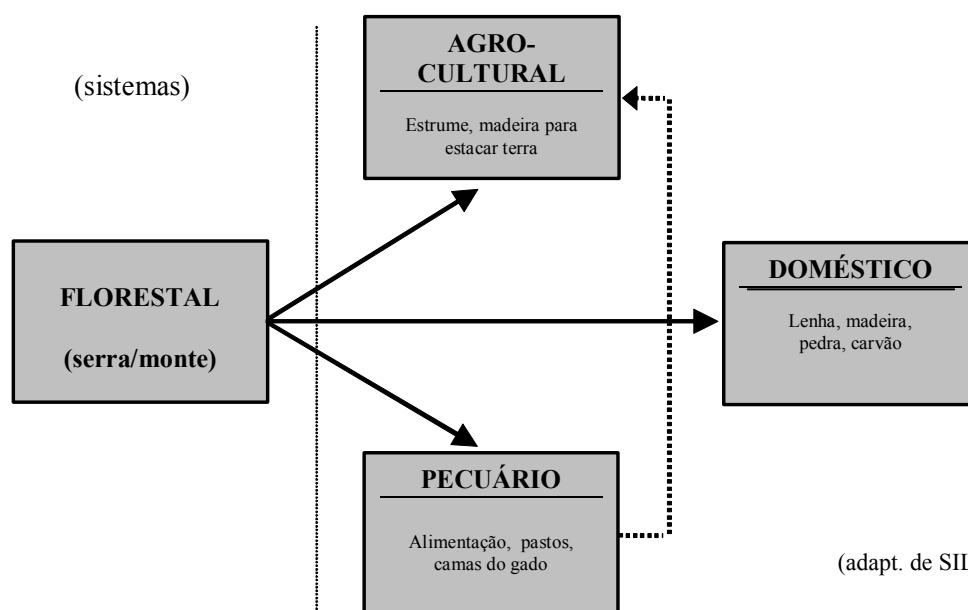 (sistemas)
AGRO-
CULTURAL
Estrume, madeira para
estacar terra
FLORESTAL
(serra/monte)
DOMÉSTICO
Lenha, madeira,
pedra, carvão
PECUÁRIO
Alimentação, pastos,
camas do gado
(adapt. de SIL